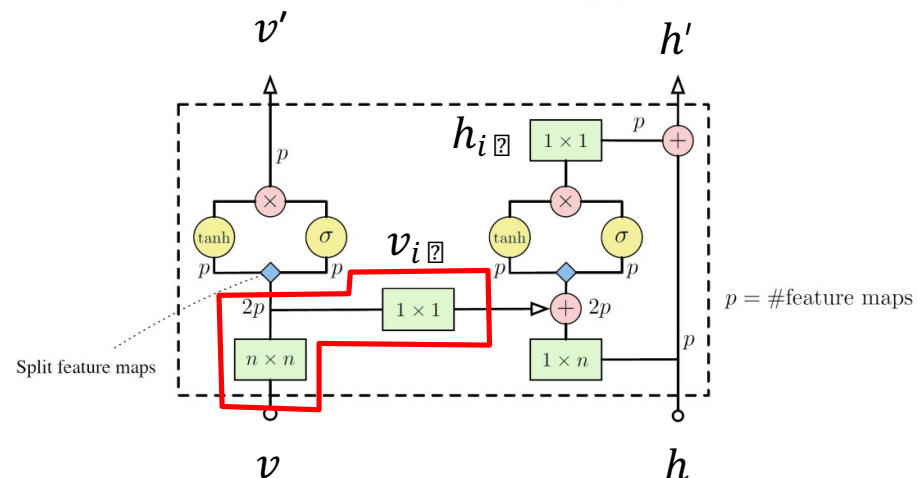 v′
h′
p
p
h_i
1 × 1
+
×
×
tanh
σ
v_i
tanh
σ
p
p
p
p
2p
1 × 1
+
2p
p = #feature maps
n × n
1 × n
p
Split feature maps
v
h